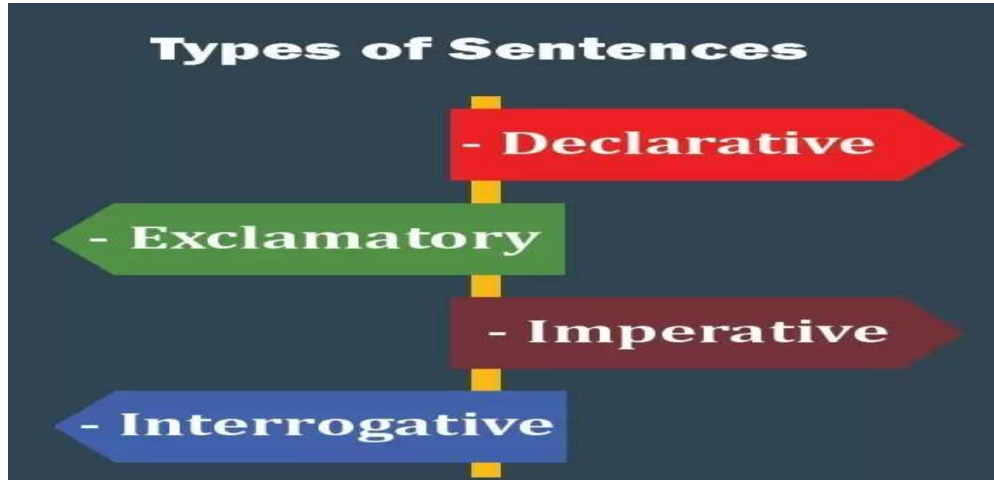 Types of Sentences
- Declarative
- Exclamatory
- Imperative
- Interrogative